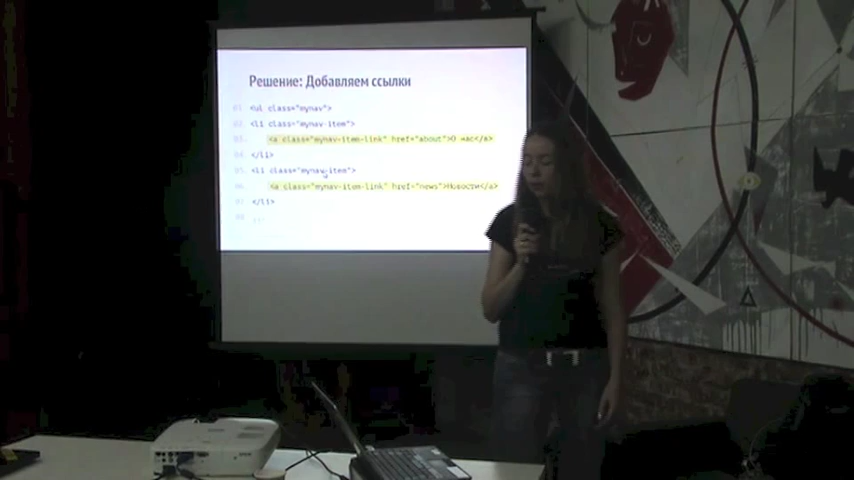 Решение: Добавляем ссылки
01. <ul class="mynav">
02. <li class="mynav-item">
03. <a class="mynav-item-link" href="about">О нас</a>
04. </li>
05. <li class="mynav-item">
06. <a class="mynav-item-link" href="news">Новости</a>
07. </li>
08. ...